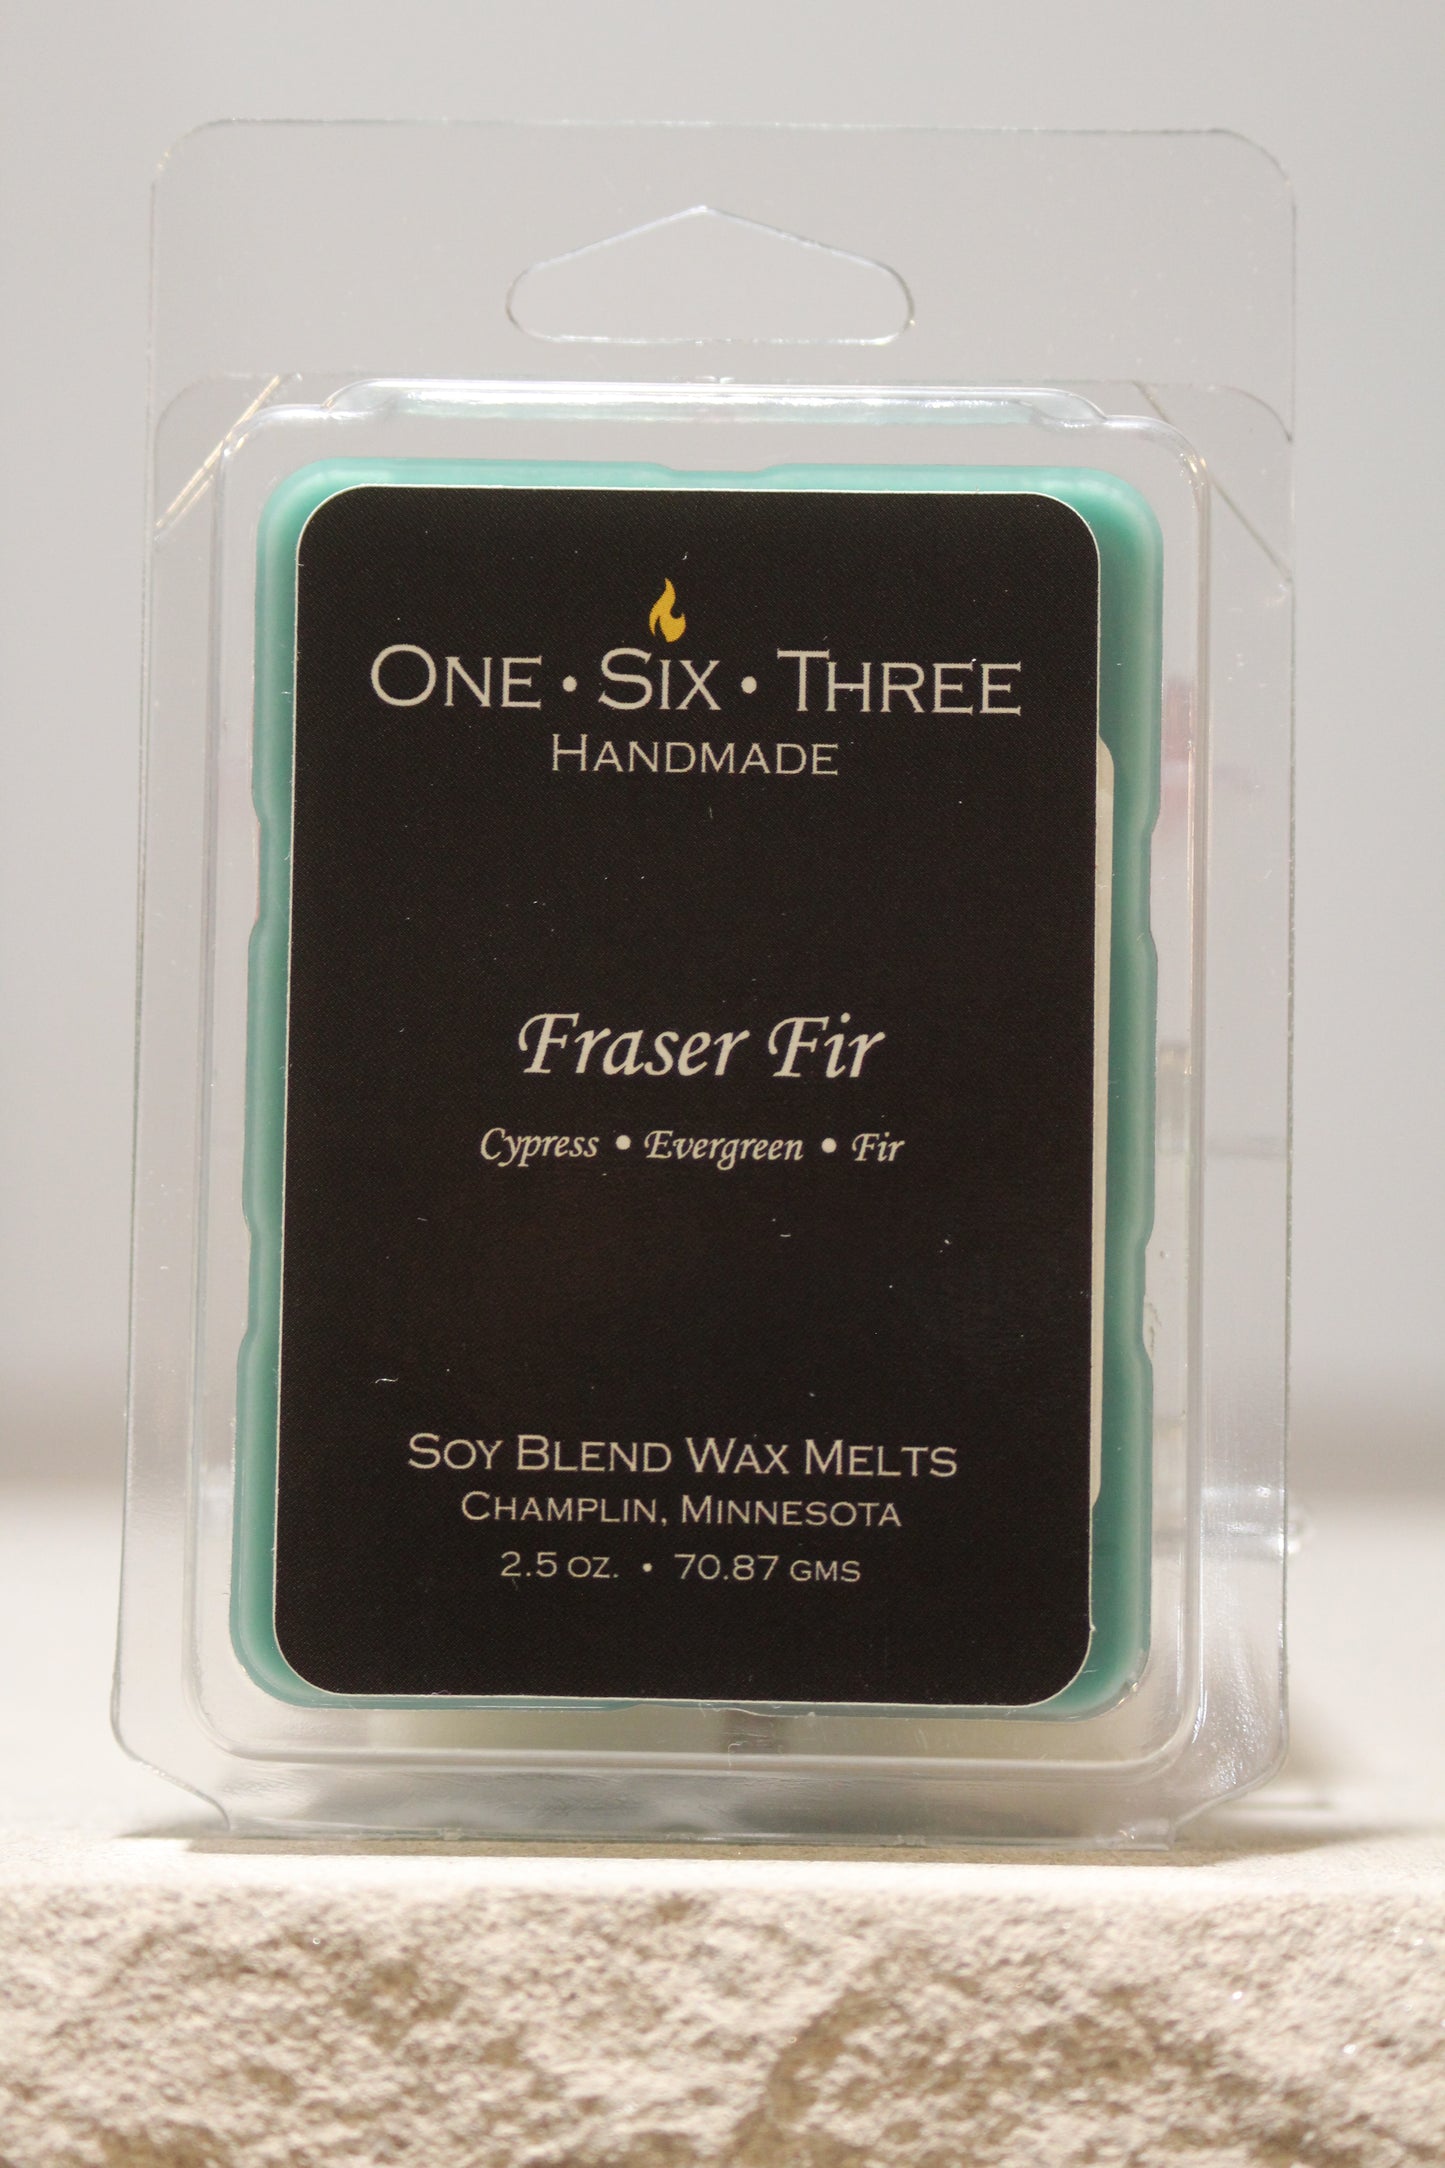 ONE • SIX • THREE
HANDMADE
Fraser Fir
Cypress • Evergreen • Fir
SOY BLEND WAX MELTS
CHAMPLIN, MINNESOTA
2.5 OZ. • 70.87 GMS